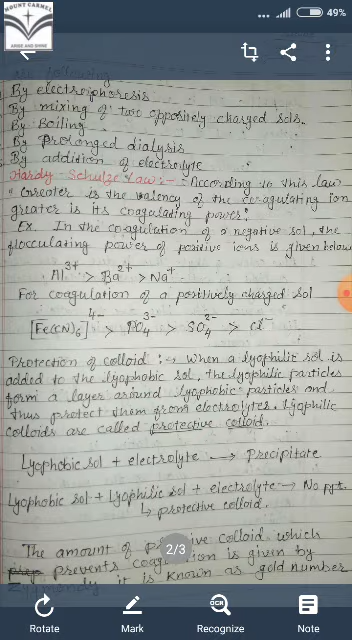 49%
MOUNT CARMEL
ARISE AND SHINE
following
By electrophoresis
By mixing of two oppositely charged sols.
By Boiling
By Prolonged dialysis
By addition of electrolyte
Hardy Schulze Law :- According to this law
"Greater is the valency of the coagulating ion
greater is its coagulating power."
Ex. In the coagulation of a negative sol, the
flocculating power of positive ions is given below
Al³⁺ > Ba²⁺ > Na⁺
For coagulation of a positively charged sol
[Fe(CN)₆]⁴⁻ > PO₄³⁻ > SO₄²⁻ > Cl⁻
Protection of colloid :→ When a lyophilic sol is
added to the lyophobic sol, the lyophilic particles
form a layer around lyophobic particles and
thus protect them from electrolytes. Lyophilic
colloids are called protective colloid.
Lyophobic sol + electrolyte → Precipitate
Lyophobic sol + Lyophilic sol + electrolyte → No ppt.
↳ protective colloid.
The amount of colloid which
prevents is given by
it is known as gold number
2/3
Rotate
Mark
OCR
Recognize
Note